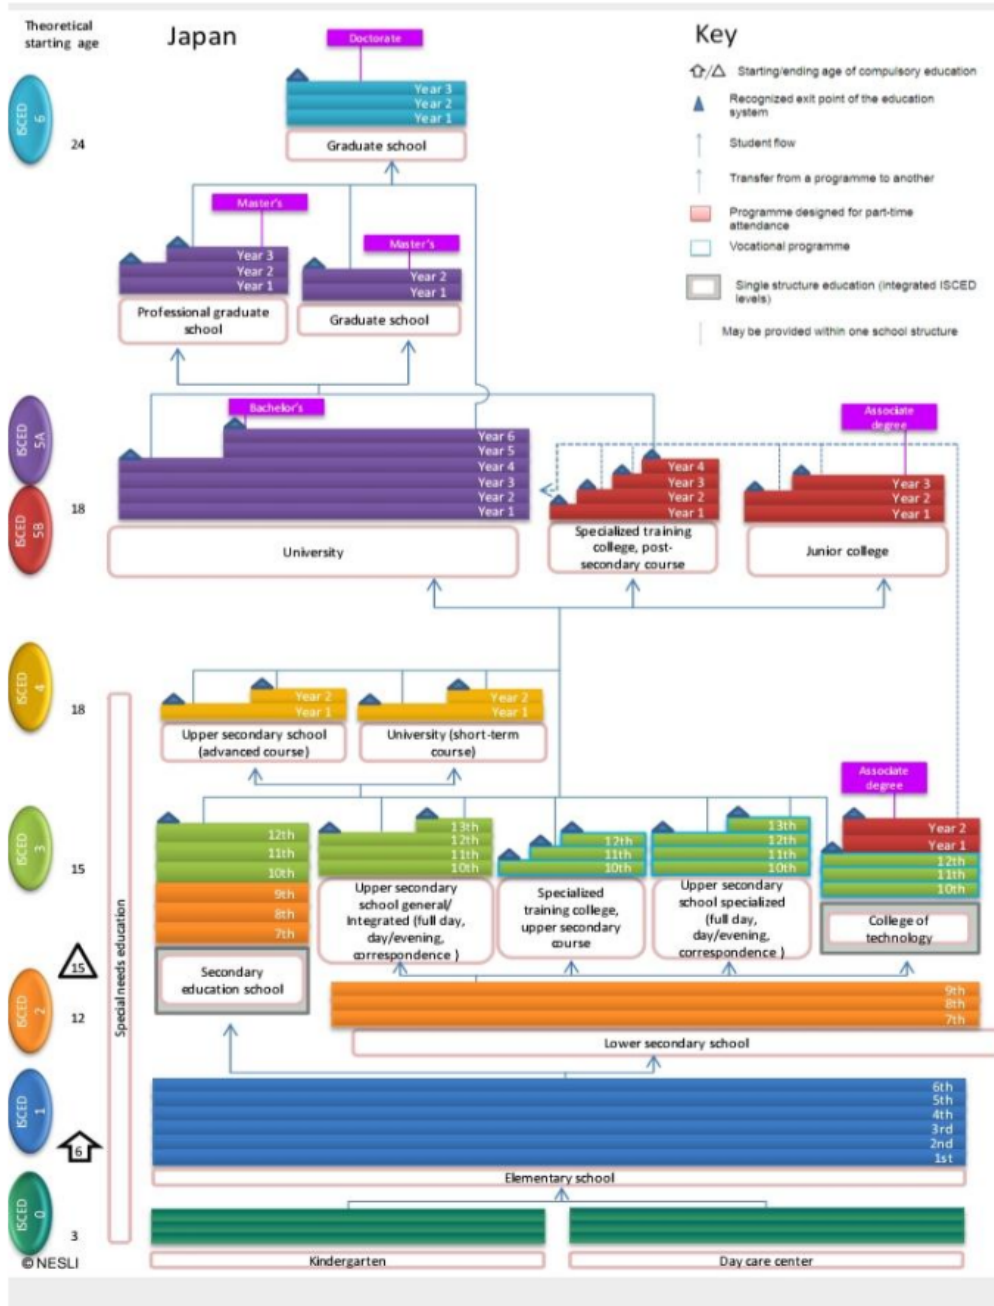 Theoretical
starting age
Japan
Key
Starting/ending age of compulsory education
Recognized exit point of the education
system
Student flow
Transfer from a programme to another
Programme designed for part-time
attendance
Vocational programme
Single structure education (integrated ISCED
levels)
May be provided within one school structure
Doctorate
ISCED
6
24
Year 3
Year 2
Year 1
Graduate school
Master's
Year 3
Year 2
Year 1
Professional graduate
school
Master's
Year 2
Year 1
Graduate school
ISCED
5A
ISCED
5B
18
Bachelor's
Year 6
Year 5
Year 4
Year 3
Year 2
Year 1
University
Year 4
Year 3
Year 2
Year 1
Specialized training
college, post-
secondary course
Associate
degree
Year 3
Year 2
Year 1
Junior college
ISCED
4
18
Year 2
Year 1
Upper secondary school
(advanced course)
Year 2
Year 1
University (short-term
course)
ISCED
3
15
12th
11th
10th
9th
8th
7th
Secondary
education school
13th
12th
11th
10th
Upper secondary
school general/
Integrated (full day,
day/evening,
correspondence )
12th
11th
10th
Specialized
training college,
upper secondary
course
13th
12th
11th
10th
Upper secondary
school specialized
(full day,
day/evening,
correspondence )
Associate
degree
Year 2
Year 1
12th
11th
10th
College of
technology
Special needs education
15
ISCED
2
12
9th
8th
7th
Lower secondary school
ISCED
1
6
6th
5th
4th
3rd
2nd
1st
Elementary school
ISCED
0
3
Kindergarten
Day care center
©NESLI